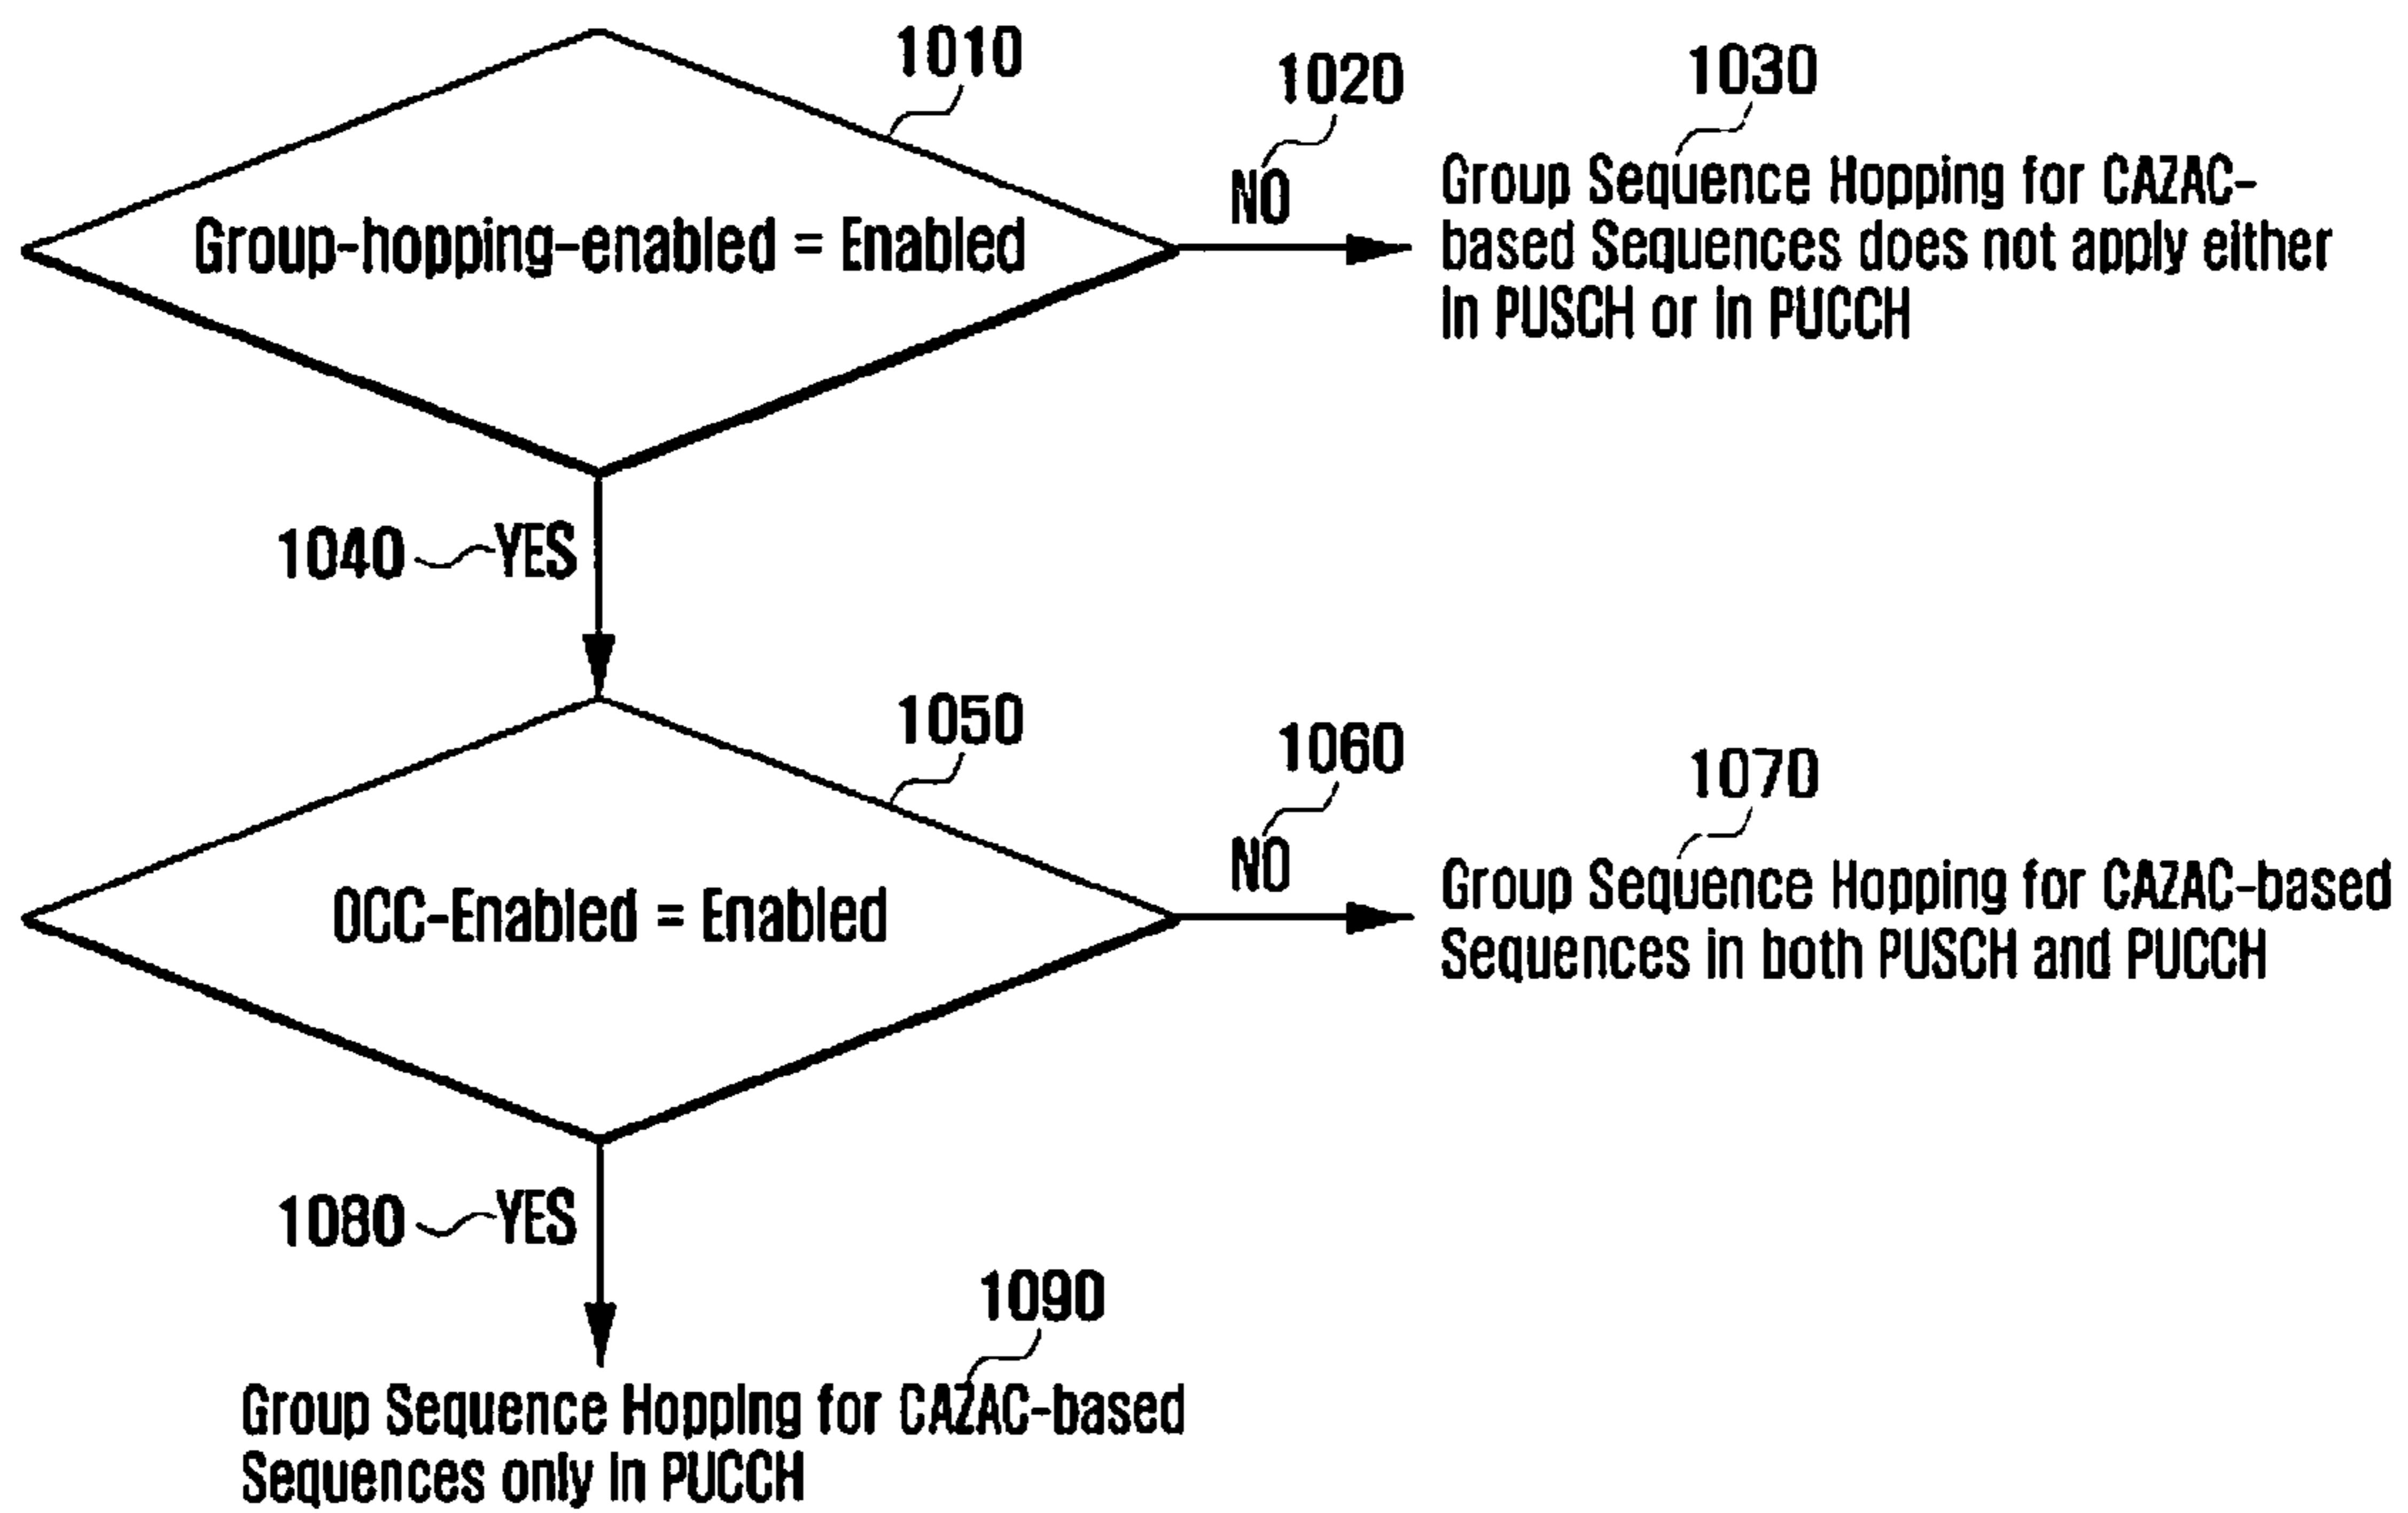 1010
1020
1030
Group-hopping-enabled = Enabled
NO
Group Sequence Hopping for CAZAC-
based Sequences does not apply either
in PUSCH or in PUCCH
1040 YES
1050
1060
1070
OCC-Enabled = Enabled
NO
Group Sequence Hopping for CAZAC-based
Sequences in both PUSCH and PUCCH
1080 YES
1090
Group Sequence Hopping for CAZAC-based
Sequences only in PUCCH